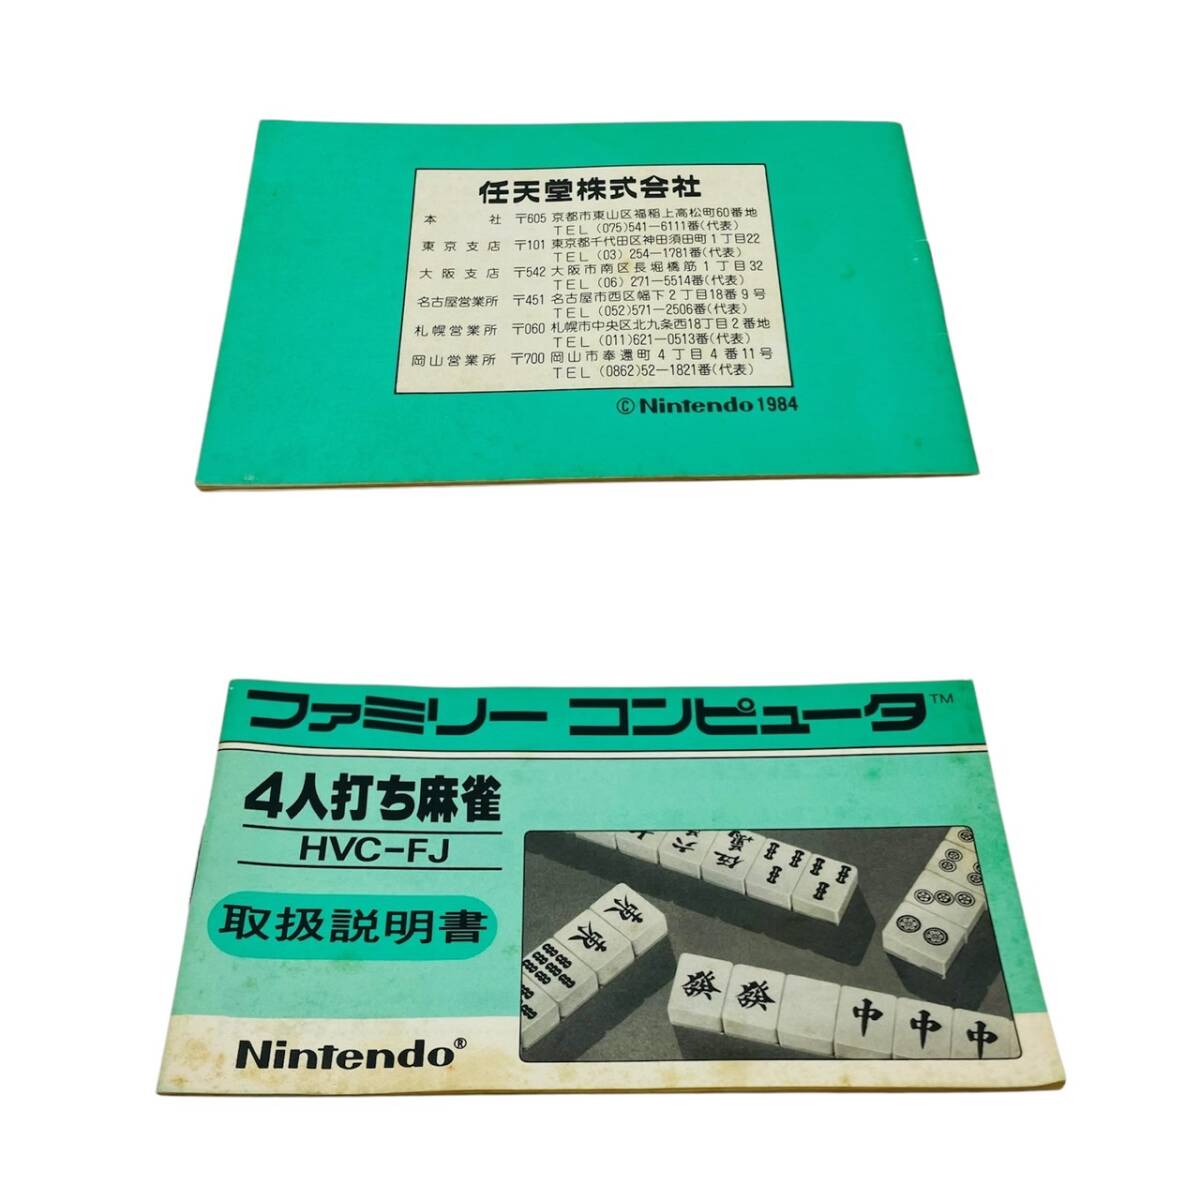 任天堂株式会社
本社 〒605 京都市東山区福稲上高松町60番地
TEL (075)541-6111番(代表)
東京支店 〒101 東京都千代田区神田須田町1丁目22
TEL (03) 254-1781番(代表)
大阪支店 〒542 大阪市南区長堀橋筋1丁目32
TEL (06) 271-5514番(代表)
名古屋営業所 〒451 名古屋市西区幅下2丁目18番9号
TEL (052)571-2506番(代表)
札幌営業所 〒060 札幌市中央区北九条西18丁目2番地
TEL (011)621-0513番(代表)
岡山営業所 〒700 岡山市奉還町4丁目4番11号
TEL (0862)52-1821番(代表)
©Nintendo 1984
ファミリー コンピュータ™
4人打ち麻雀
HVC-FJ
取扱説明書
Nintendo®
六 伍萬
發 發 中 中 中